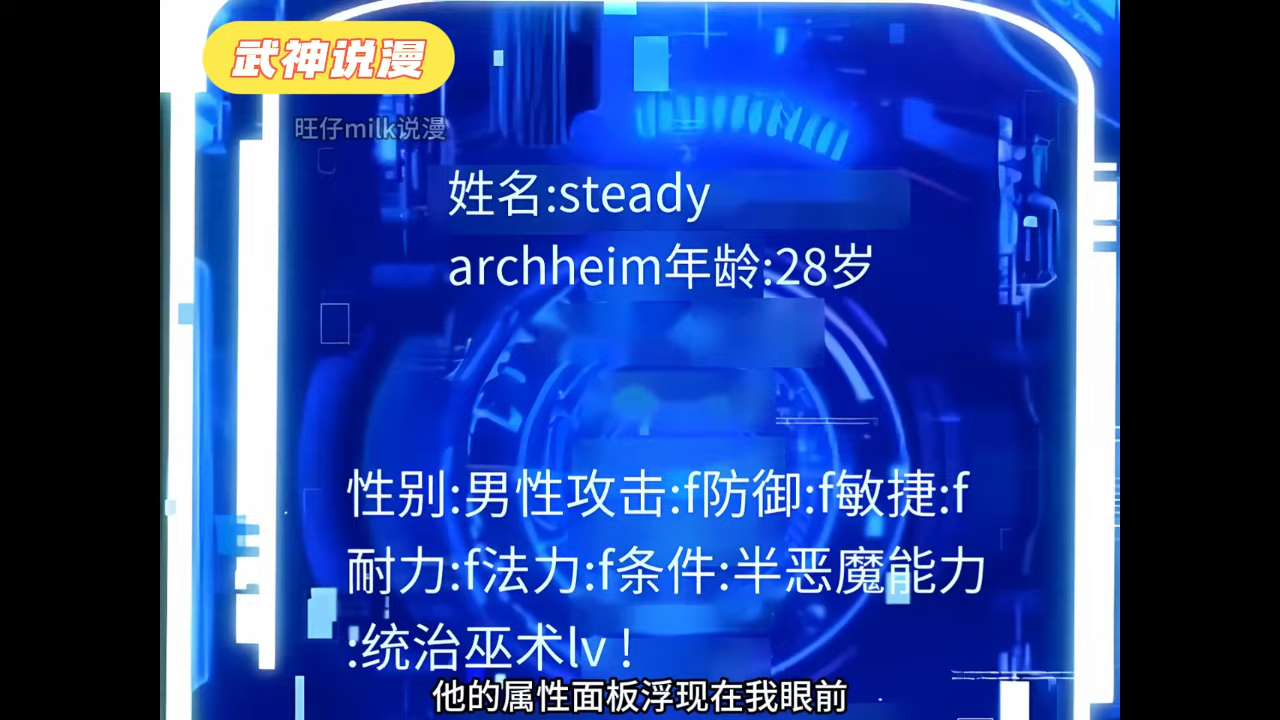 武神说漫
旺仔milk说漫
姓名:steady
archheim年龄:28岁
性别:男性攻击:f防御:f敏捷:f
耐力:f法力:f条件:半恶魔能力
:统治巫术lv！
他的属性面板浮现在我眼前